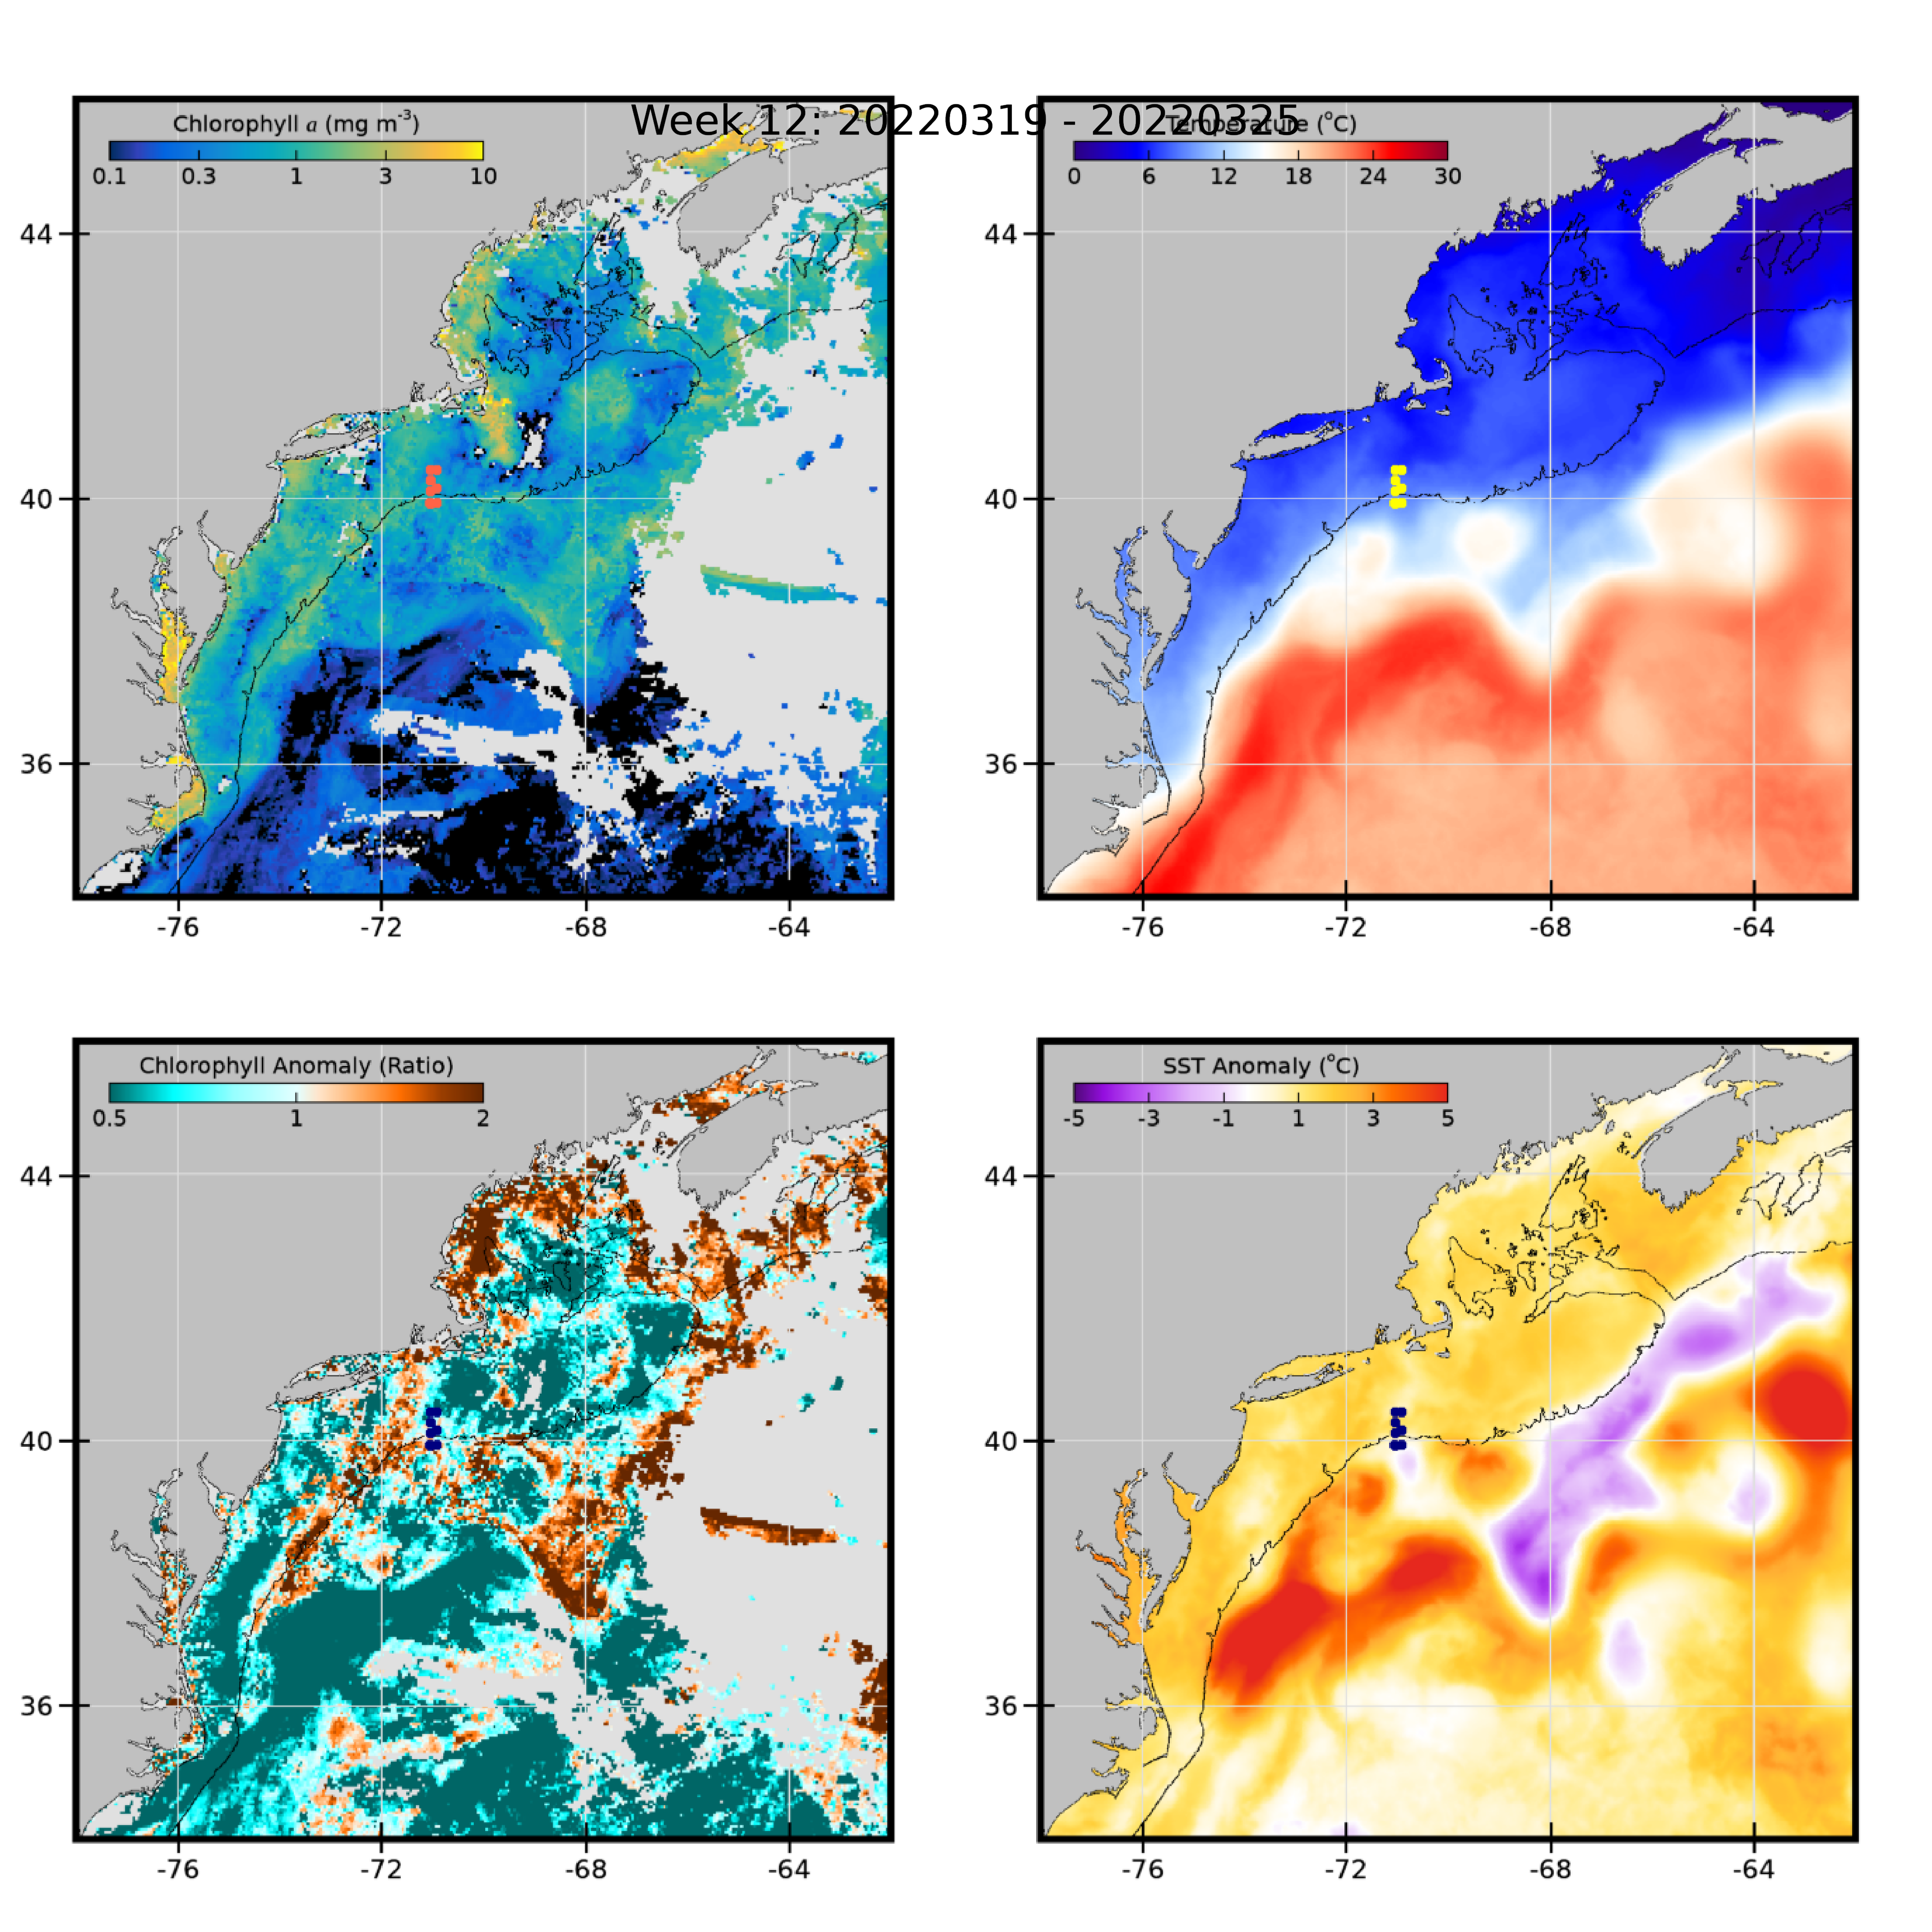 Week 12: 20220319 - 20220325
Chlorophyll a (mg m-3)
0.1 0.3 1 3 10
44
40
36
-76 -72 -68 -64
Temperature (oC)
0 6 12 18 24 30
44
40
36
-76 -72 -68 -64
Chlorophyll Anomaly (Ratio)
0.5 1 2
44
40
36
-76 -72 -68 -64
SST Anomaly (oC)
-5 -3 -1 1 3 5
44
40
36
-76 -72 -68 -64